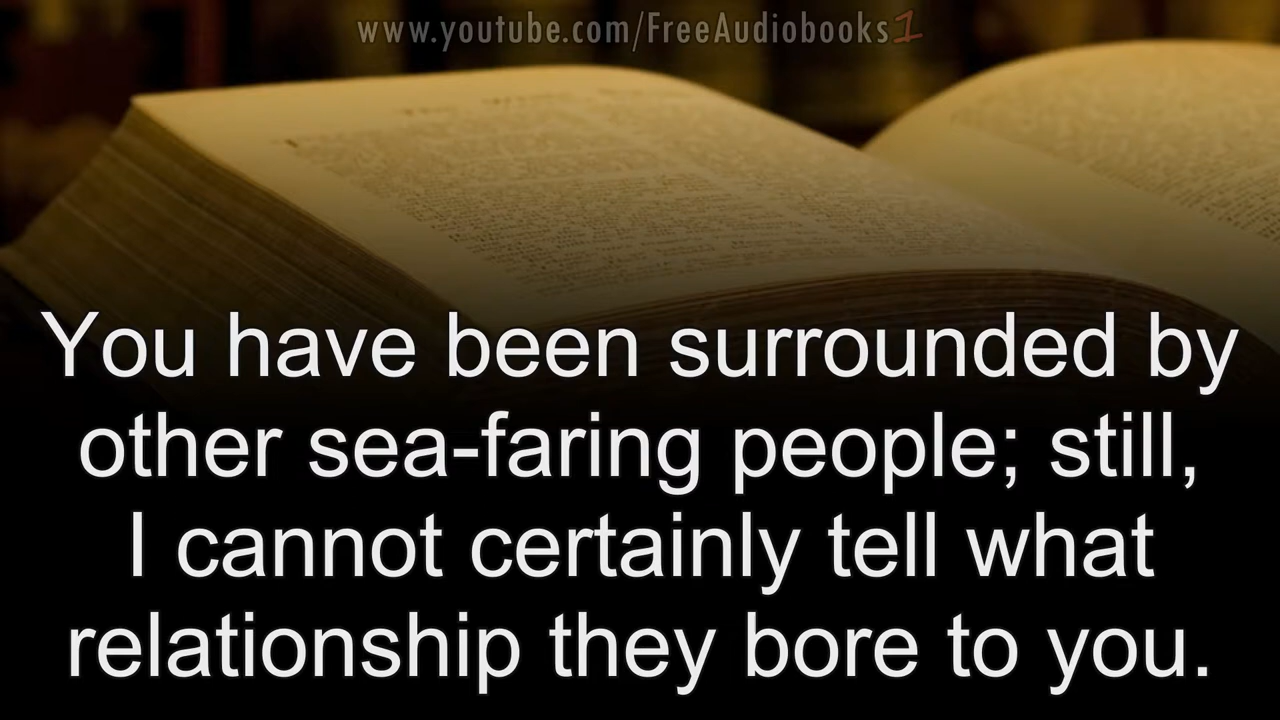 www.youtube.com/FreeAudiobooks1
You have been surrounded by
other sea-faring people; still,
I cannot certainly tell what
relationship they bore to you.